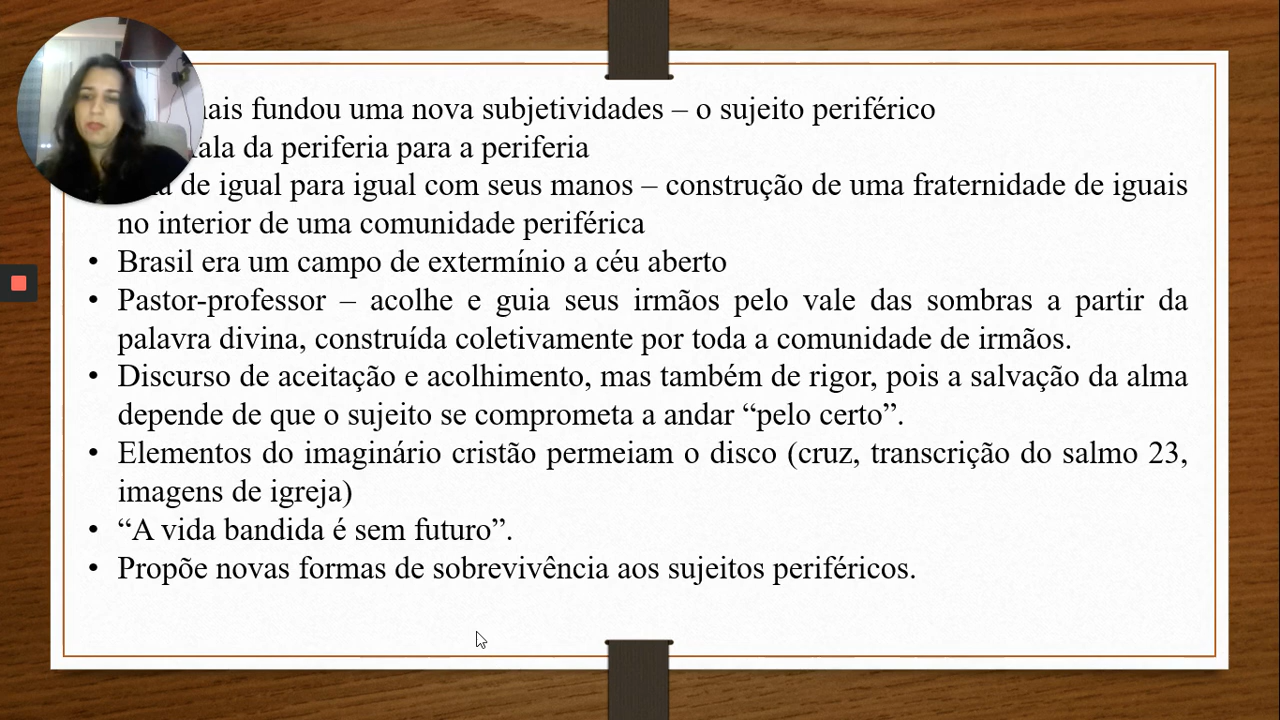 fundou uma nova subjetividades – o sujeito periférico
da periferia para a periferia
de igual para igual com seus manos – construção de uma fraternidade de iguais
no interior de uma comunidade periférica
• Brasil era um campo de extermínio a céu aberto
• Pastor-professor – acolhe e guia seus irmãos pelo vale das sombras a partir da
palavra divina, construída coletivamente por toda a comunidade de irmãos.
• Discurso de aceitação e acolhimento, mas também de rigor, pois a salvação da alma
depende de que o sujeito se comprometa a andar “pelo certo”.
• Elementos do imaginário cristão permeiam o disco (cruz, transcrição do salmo 23,
imagens de igreja)
• “A vida bandida é sem futuro”.
• Propõe novas formas de sobrevivência aos sujeitos periféricos.